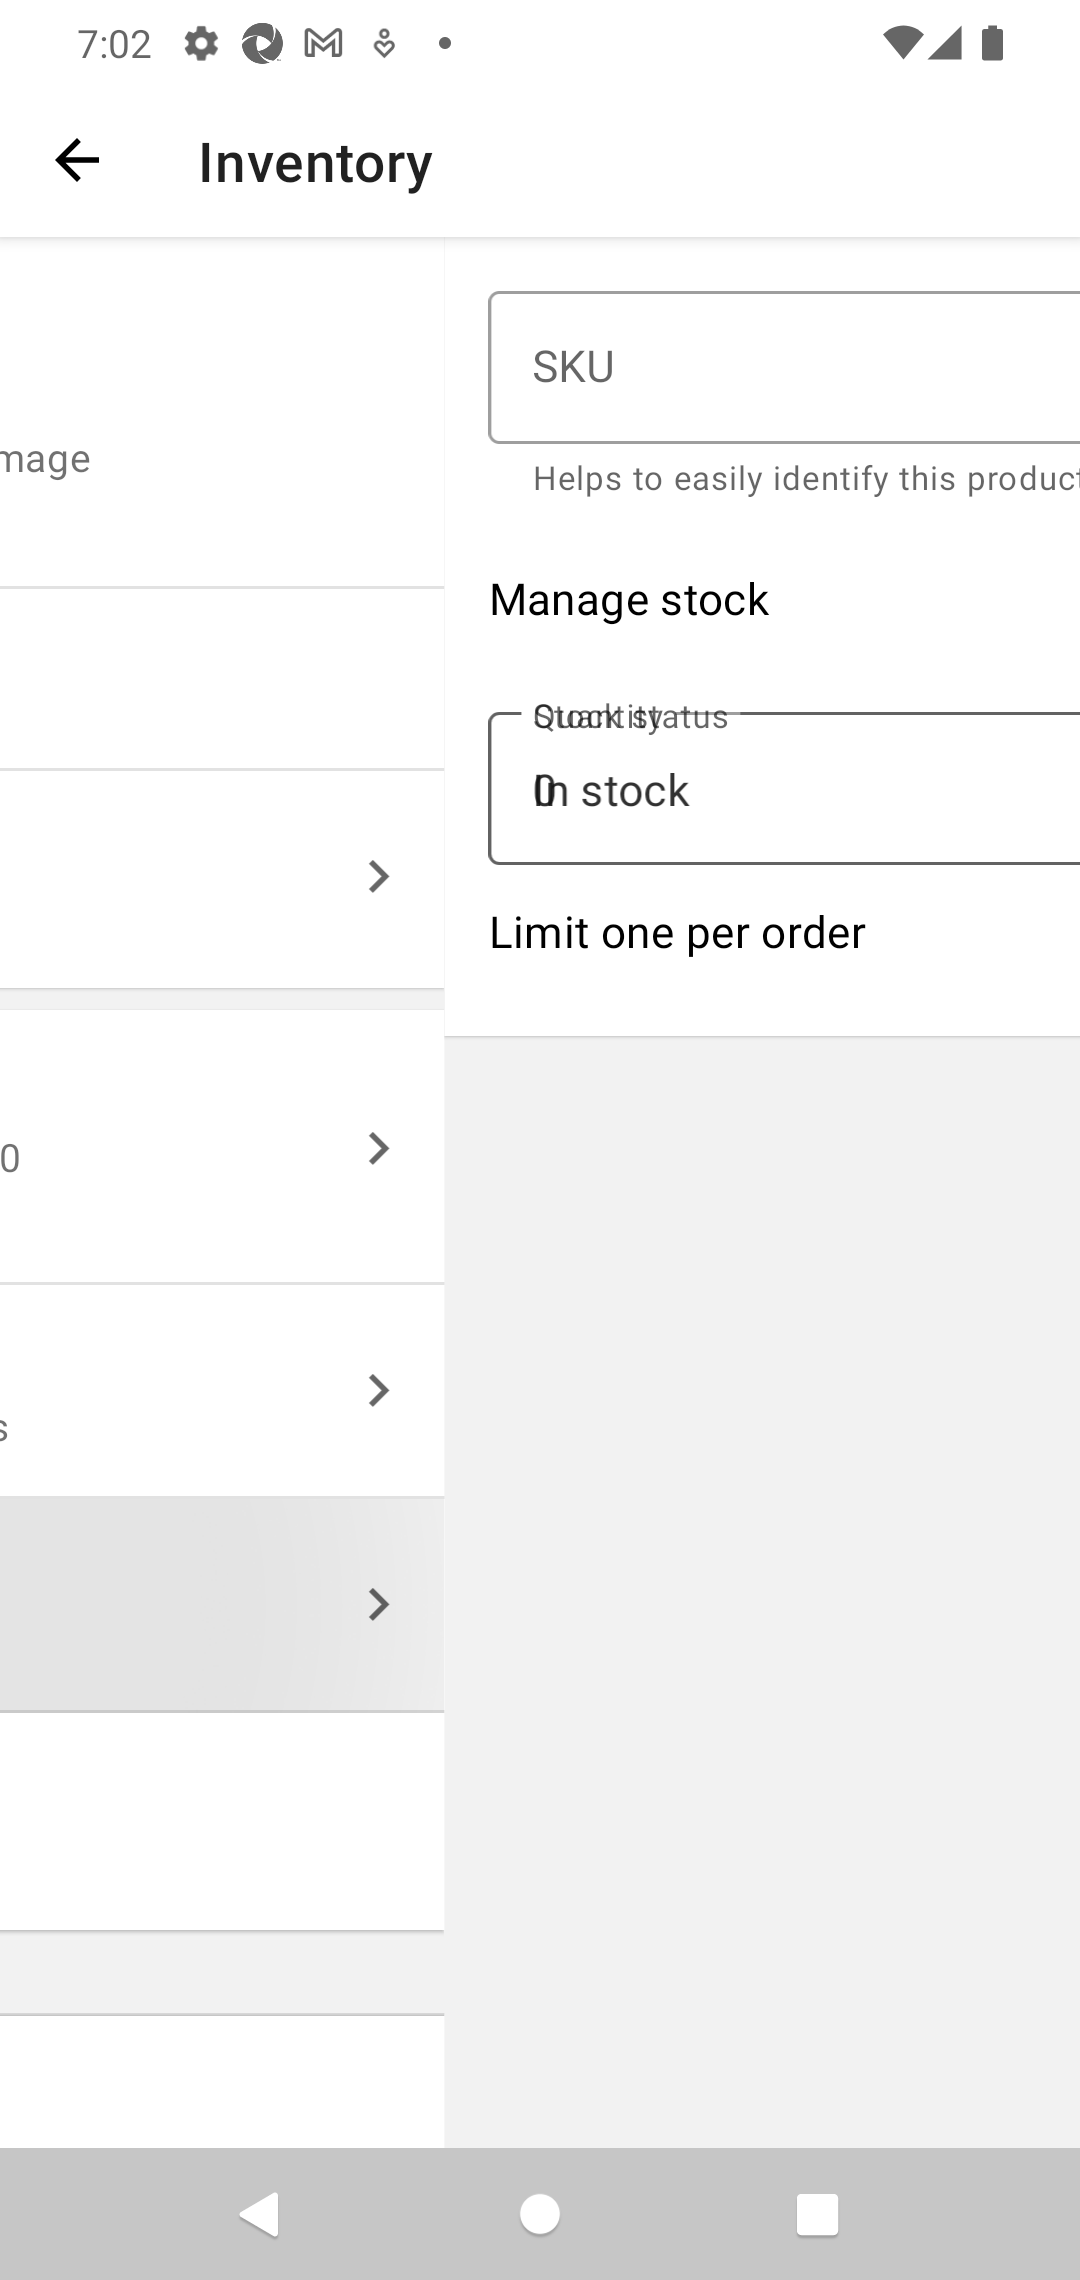 7:02
Inventory
SKU
mage
Helps to easily identify this product
Manage stock
Stock status
Quantity
In stock
0
Limit one per order
0
s